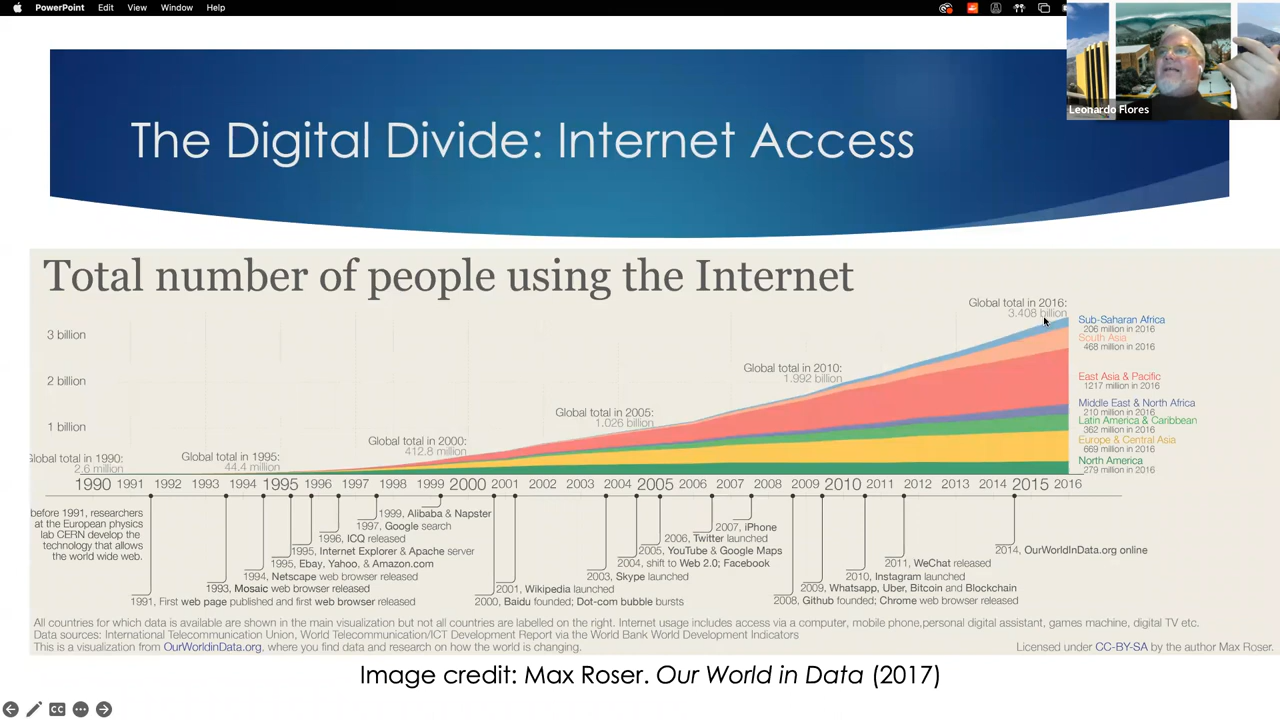 PowerPoint Edit View Window Help
Leonardo Flores
The Digital Divide: Internet Access
Total number of people using the Internet
3 billion
2 billion
1 billion
Global total in 1990:
2.6 million
Global total in 1995:
44.4 million
Global total in 2000:
412.8 million
Global total in 2005:
1.026 billion
Global total in 2010:
1.992 billion
Global total in 2016:
3.408 billion
Sub-Saharan Africa
206 million in 2016
South Asia
468 million in 2016
East Asia & Pacific
1217 million in 2016
Middle East & North Africa
210 million in 2016
Latin America & Caribbean
362 million in 2016
Europe & Central Asia
669 million in 2016
North America
279 million in 2016
1990 1991 1992 1993 1994 1995 1996 1997 1998 1999 2000 2001 2002 2003 2004 2005 2006 2007 2008 2009 2010 2011 2012 2013 2014 2015 2016
before 1991, researchers
at the European physics
lab CERN develop the
technology that allows
the world wide web.
1999, Alibaba & Napster
1997, Google search
1996, ICQ released
1995, Internet Explorer & Apache server
1995, Ebay, Yahoo, & Amazon.com
1994, Netscape web browser released
1993, Mosaic web browser released
1991, First web page published and first web browser released
2007, iPhone
2006, Twitter launched
2005, YouTube & Google Maps
2004, shift to Web 2.0; Facebook
2003, Skype launched
2001, Wikipedia launched
2000, Baidu founded; Dot-com bubble bursts
2014, OurWorldInData.org online
2011, WeChat released
2010, Instagram launched
2009, Whatsapp, Uber, Bitcoin and Blockchain
2008, Github founded; Chrome web browser released
All countries for which data is available are shown in the main visualization but not all countries are labelled on the right. Internet usage includes access via a computer, mobile phone,personal digital assistant, games machine, digital TV etc.
Data sources: International Telecommunication Union, World Telecommunication/ICT Development Report via the World Bank World Development Indicators
This is a visualization from OurWorldinData.org, where you find data and research on how the world is changing.
Licensed under CC-BY-SA by the author Max Roser.
Image credit: Max Roser. Our World in Data (2017)
CC